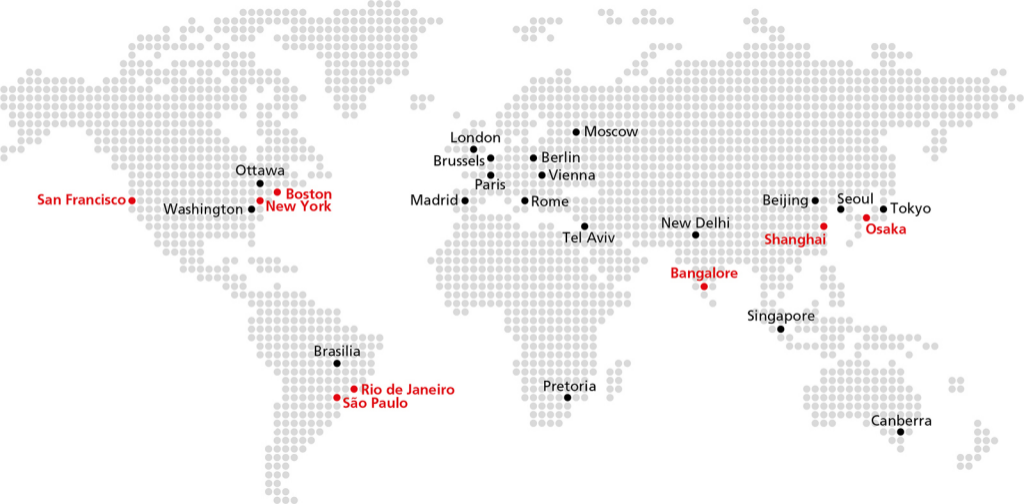 London
Moscow
Brussels
Berlin
Paris
Vienna
Ottawa
Madrid
Rome
San Francisco
Boston
New York
Washington
Beijing
Seoul
Tokyo
Tel Aviv
New Delhi
Shanghai
Osaka
Bangalore
Singapore
Brasilia
Rio de Janeiro
São Paulo
Pretoria
Canberra